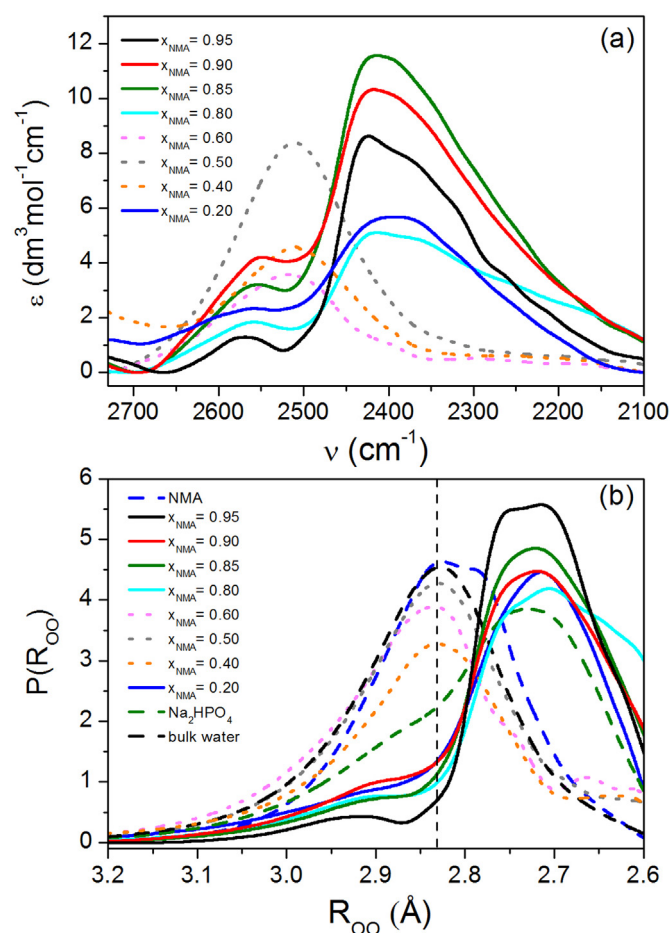 (a)
x_NMA = 0.95
x_NMA = 0.90
x_NMA = 0.85
x_NMA = 0.80
x_NMA = 0.60
x_NMA = 0.50
x_NMA = 0.40
x_NMA = 0.20
ε (dm³mol⁻¹cm⁻¹)
12
10
8
6
4
2
0
2700 2600 2500 2400 2300 2200 2100
ν (cm⁻¹)
(b)
NMA
x_NMA = 0.95
x_NMA = 0.90
x_NMA = 0.85
x_NMA = 0.80
x_NMA = 0.60
x_NMA = 0.50
x_NMA = 0.40
x_NMA = 0.20
Na₂HPO₄
bulk water
P(R_OO)
6
5
4
3
2
1
0
3.2 3.1 3.0 2.9 2.8 2.7 2.6
R_OO (Å)